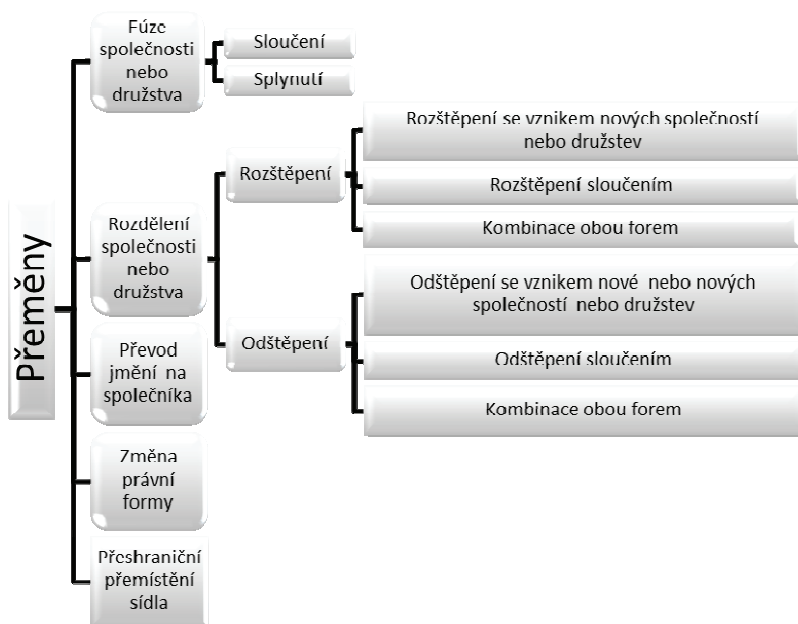 Přeměny
Fúze
společnosti
nebo
družstva
Sloučení
Splynutí
Rozdělení
společnosti
nebo
družstva
Rozštěpení
Rozštěpení se vznikem nových společností
nebo družstev
Rozštěpení sloučením
Kombinace obou forem
Odštěpení
Odštěpení se vznikem nové nebo nových
společností nebo družstev
Odštěpení sloučením
Kombinace obou forem
Převod
jmění na
společníka
Změna
právní
formy
Přeshraniční
přemístění
sídla